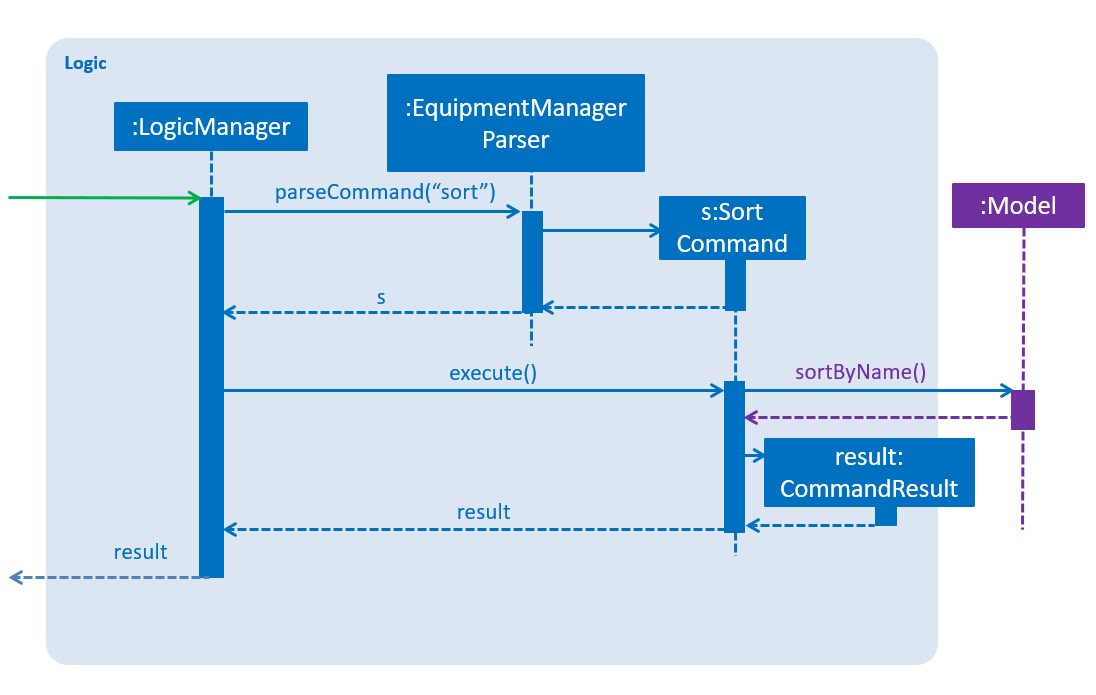 Logic
:LogicManager
:EquipmentManager
Parser
parseCommand(“sort”)
s:Sort
Command
:Model
s
execute()
sortByName()
result:
CommandResult
result
result